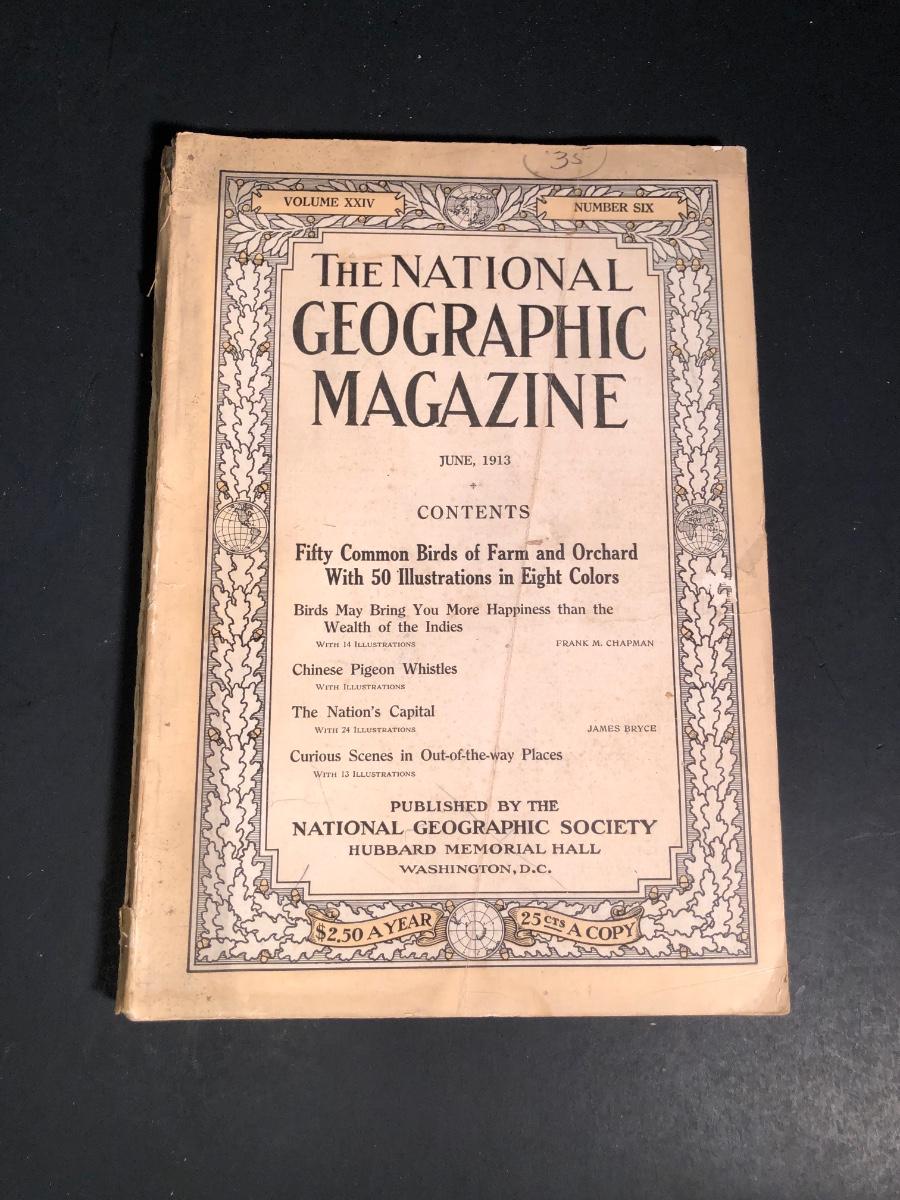 35
VOLUME XXIV
NUMBER SIX
THE NATIONAL
GEOGRAPHIC
MAGAZINE
JUNE, 1913
CONTENTS
Fifty Common Birds of Farm and Orchard
With 50 Illustrations in Eight Colors
Birds May Bring You More Happiness than the
Wealth of the Indies
WITH 14 ILLUSTRATIONS FRANK M. CHAPMAN
Chinese Pigeon Whistles
WITH ILLUSTRATIONS
The Nation's Capital
WITH 24 ILLUSTRATIONS JAMES BRYCE
Curious Scenes in Out-of-the-way Places
WITH 13 ILLUSTRATIONS
PUBLISHED BY THE
NATIONAL GEOGRAPHIC SOCIETY
HUBBARD MEMORIAL HALL
WASHINGTON, D.C.
$2.50 A YEAR
25 CTS A COPY